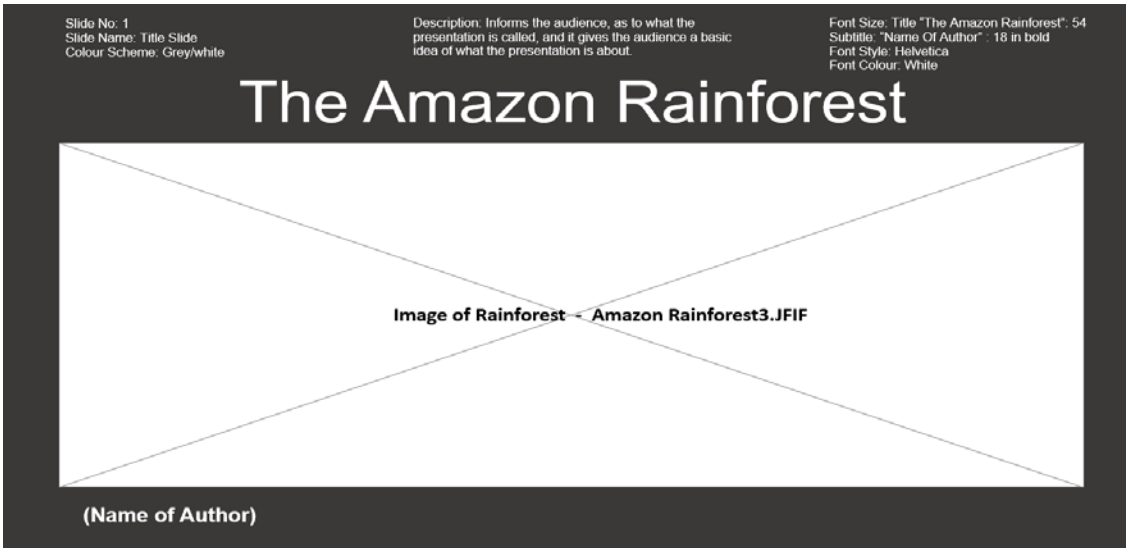 Slide No: 1
Slide Name: Title Slide
Colour Scheme: Grey/white
Description: Informs the audience, as to what the
presentation is called, and it gives the audience a basic
idea of what the presentation is about.
Font Size: Title "The Amazon Rainforest": 54
Subtitle: "Name Of Author" : 18 in bold
Font Style: Helvetica
Font Colour: White
The Amazon Rainforest
Image of Rainforest - Amazon Rainforest3.JFIF
(Name of Author)